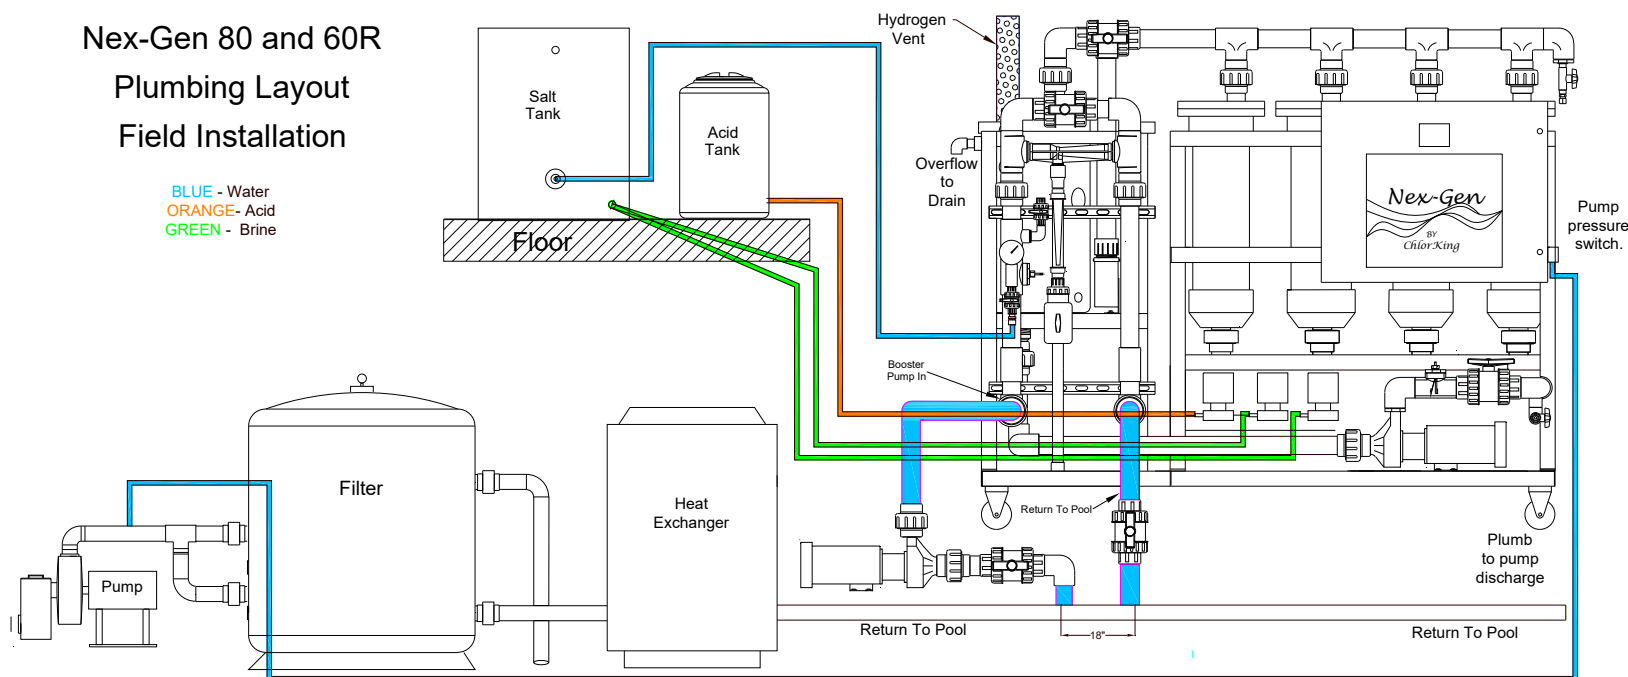 Nex-Gen 80 and 60R
Plumbing Layout
Field Installation
BLUE - Water
ORANGE- Acid
GREEN - Brine
Salt
Tank
Acid
Tank
Floor
Hydrogen
Vent
Overflow
to
Drain
Nex-Gen
BY
ChlorKing
Pump
pressure
switch.
Booster
Pump In
Filter
Heat
Exchanger
Pump
Return To Pool
Plumb
to pump
discharge
Return To Pool
18"
Return To Pool